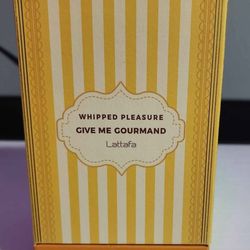 WHIPPED PLEASURE
GIVE ME GOURMAND
Lattafa